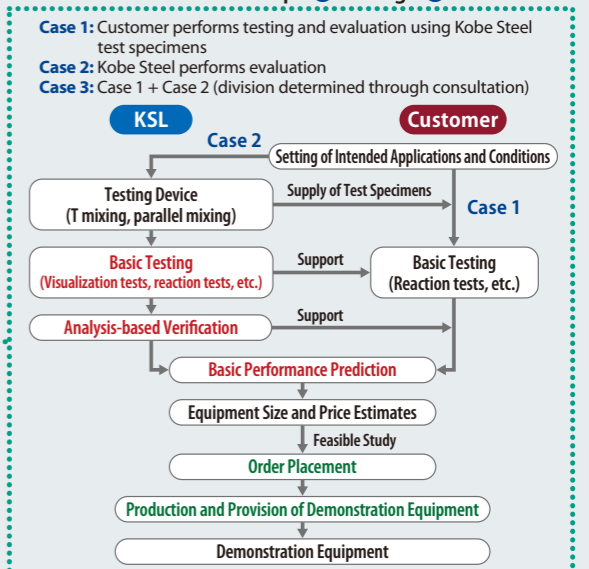 Case 1: Customer performs testing and evaluation using Kobe Steel
test specimens
Case 2: Kobe Steel performs evaluation
Case 3: Case 1 + Case 2 (division determined through consultation)
KSL
Customer
Case 2
Setting of Intended Applications and Conditions
Testing Device
(T mixing, parallel mixing)
Supply of Test Specimens
Case 1
Basic Testing
(Visualization tests, reaction tests, etc.)
Support
Basic Testing
(Reaction tests, etc.)
Analysis-based Verification
Support
Basic Performance Prediction
Equipment Size and Price Estimates
Feasible Study
Order Placement
Production and Provision of Demonstration Equipment
Demonstration Equipment